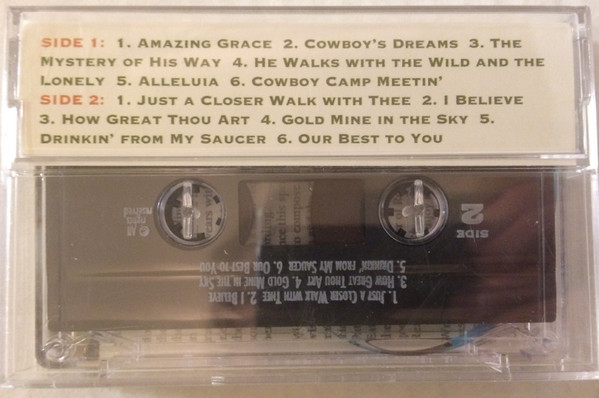 SIDE 1: 1. AMAZING GRACE 2. COWBOY'S DREAMS 3. THE
MYSTERY OF HIS WAY 4. HE WALKS WITH THE WILD AND THE
LONELY 5. ALLELUIA 6. COWBOY CAMP MEETIN'
SIDE 2: 1. JUST A CLOSER WALK WITH THEE 2. I BELIEVE
3. HOW GREAT THOU ART 4. GOLD MINE IN THE SKY 5.
DRINKIN' FROM MY SAUCER 6. OUR BEST TO YOU
SIDE
2
1. JUST A CLOSER WALK WITH THEE 2. I BELIEVE
3. HOW GREAT THOU ART 4. GOLD MINE IN THE SKY
5. DRINKIN' FROM MY SAUCER 6. OUR BEST TO YOU
All
rights
reserved